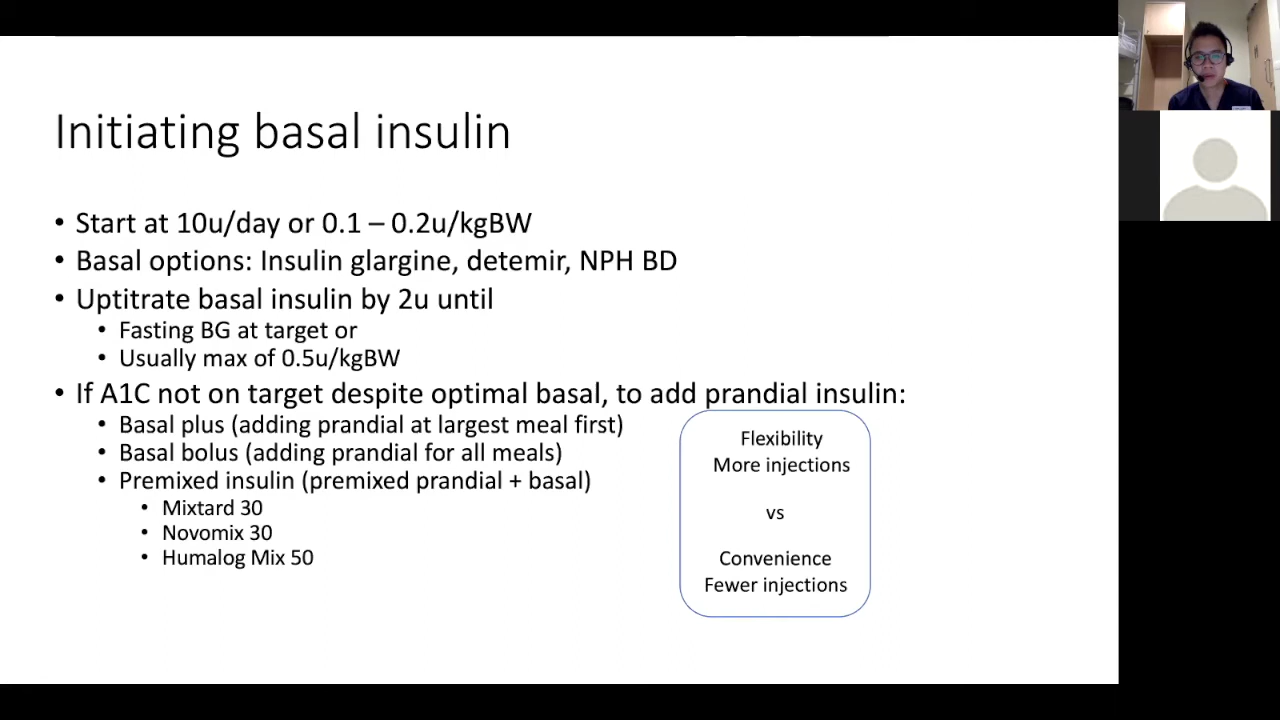 Initiating basal insulin
• Start at 10u/day or 0.1 – 0.2u/kgBW
• Basal options: Insulin glargine, detemir, NPH BD
• Uptitrate basal insulin by 2u until
• Fasting BG at target or
• Usually max of 0.5u/kgBW
• If A1C not on target despite optimal basal, to add prandial insulin:
• Basal plus (adding prandial at largest meal first)
• Basal bolus (adding prandial for all meals)
• Premixed insulin (premixed prandial + basal)
• Mixtard 30
• Novomix 30
• Humalog Mix 50
Flexibility
More injections
vs
Convenience
Fewer injections